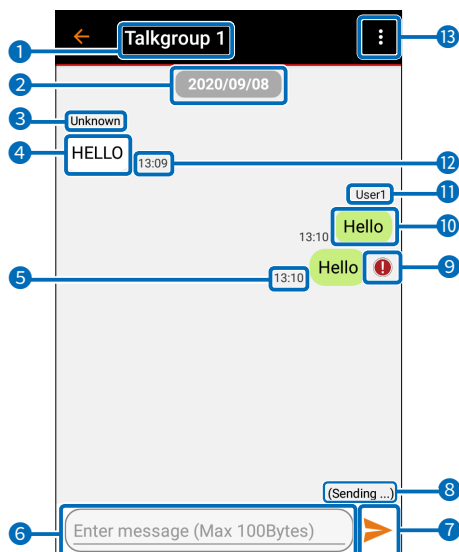 Talkgroup 1
13
1
2
2020/09/08
3
Unknown
4
HELLO
13:09
12
User1
11
Hello
10
13:10
Hello
!
9
5
13:10
(Sending ...)
8
6
Enter message (Max 100Bytes)
7